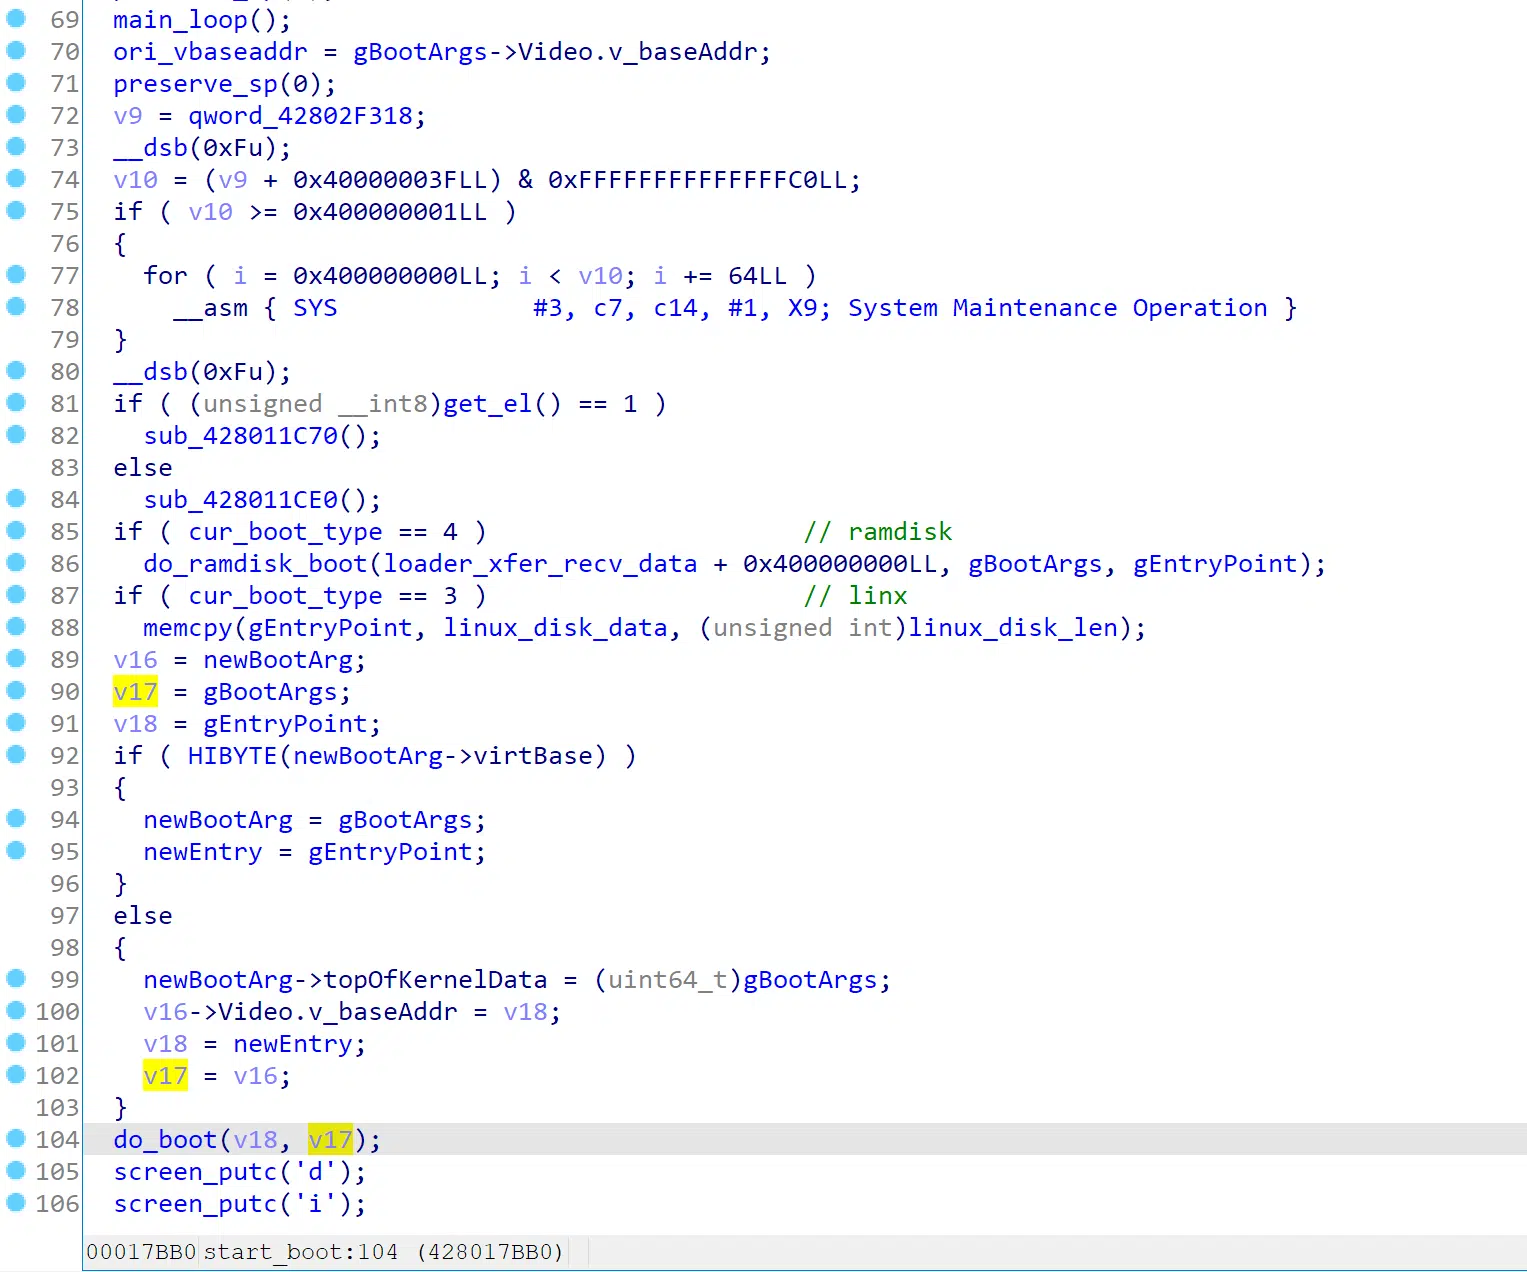 69 main_loop();
70 ori_vbaseaddr = gBootArgs->Video.v_baseAddr;
71 preserve_sp(0);
72 v9 = qword_42802F318;
73 __dsb(0xFu);
74 v10 = (v9 + 0x40000003FLL) & 0xFFFFFFFFFFFFFFC0LL;
75 if ( v10 >= 0x400000001LL )
76 {
77 for ( i = 0x400000000LL; i < v10; i += 64LL )
78 __asm { SYS #3, c7, c14, #1, X9; System Maintenance Operation }
79 }
80 __dsb(0xFu);
81 if ( (unsigned __int8)get_el() == 1 )
82 sub_428011C70();
83 else
84 sub_428011CE0();
85 if ( cur_boot_type == 4 ) // ramdisk
86 do_ramdisk_boot(loader_xfer_recv_data + 0x400000000LL, gBootArgs, gEntryPoint);
87 if ( cur_boot_type == 3 ) // linx
88 memcpy(gEntryPoint, linux_disk_data, (unsigned int)linux_disk_len);
89 v16 = newBootArg;
90 v17 = gBootArgs;
91 v18 = gEntryPoint;
92 if ( HIBYTE(newBootArg->virtBase) )
93 {
94 newBootArg = gBootArgs;
95 newEntry = gEntryPoint;
96 }
97 else
98 {
99 newBootArg->topOfKernelData = (uint64_t)gBootArgs;
100 v16->Video.v_baseAddr = v18;
101 v18 = newEntry;
102 v17 = v16;
103 }
104 do_boot(v18, v17);
105 screen_putc('d');
106 screen_putc('i');
00017BB0 start_boot:104 (428017BB0)